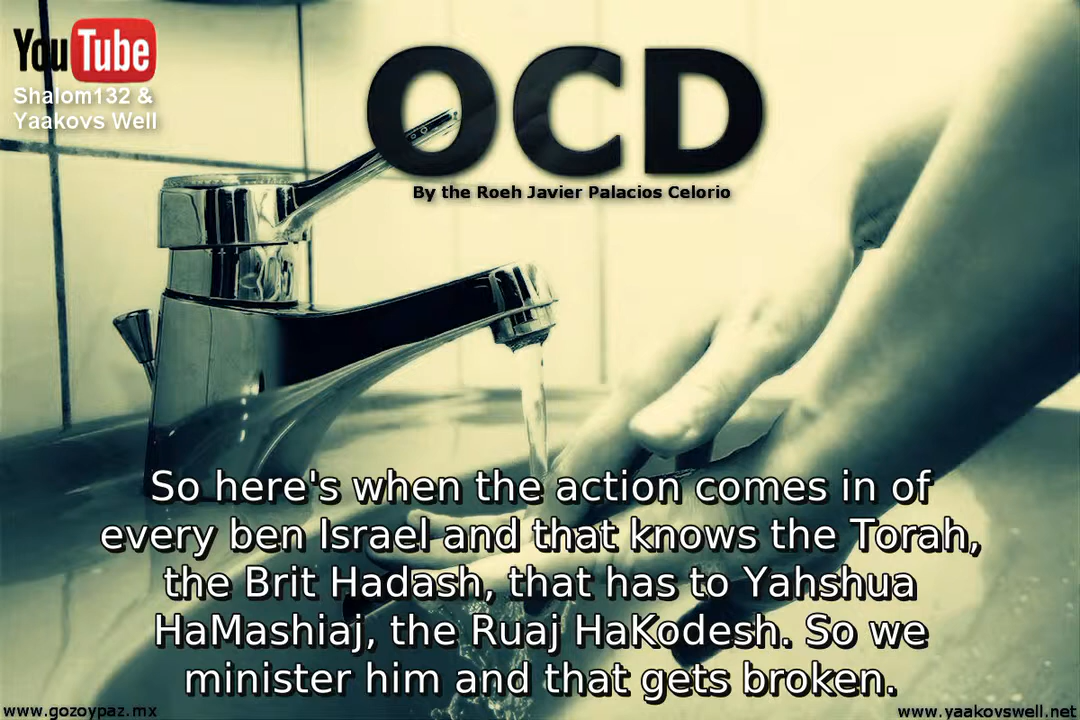 YouTube
Shalom132 &
Yaakovs Well
OCD
By the Roeh Javier Palacios Celorio
So here's when the action comes in of
every ben Israel and that knows the Torah,
the Brit Hadash, that has to Yahshua
HaMashiaj, the Ruaj HaKodesh. So we
minister him and that gets broken.
www.gozoypaz.mx
www.yaakovswell.net